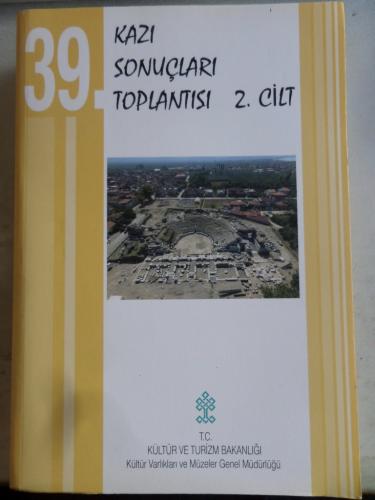 39.
KAZI
SONUÇLARI
TOPLANTISI 2. CİLT
T.C.
KÜLTÜR VE TURİZM BAKANLIĞI
Kültür Varlıkları ve Müzeler Genel Müdürlüğü